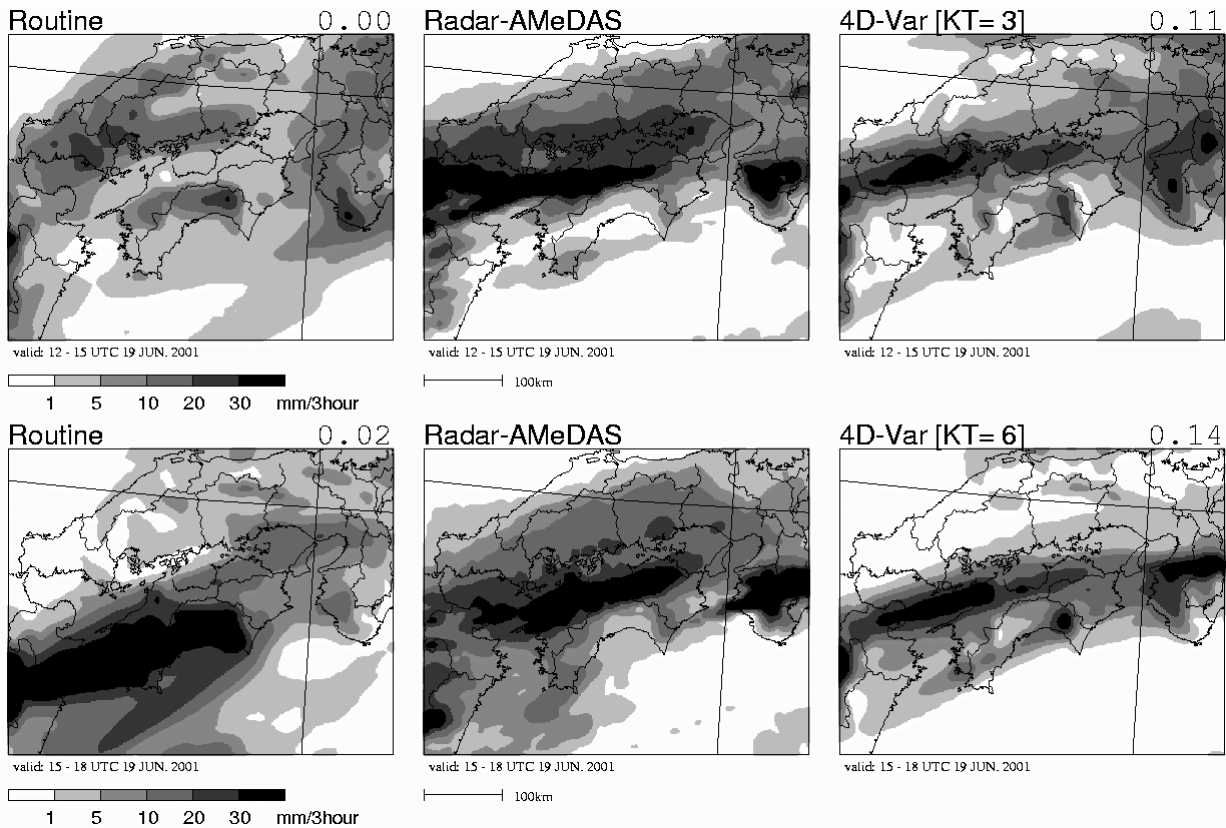 Routine 0.00
Radar-AMeDAS
4D-Var [KT= 3] 0.11
valid: 12 - 15 UTC 19 JUN. 2001
valid: 12 - 15 UTC 19 JUN. 2001
valid: 12 - 15 UTC 19 JUN. 2001
1 5 10 20 30 mm/3hour
100km
Routine 0.02
Radar-AMeDAS
4D-Var [KT= 6] 0.14
valid: 15 - 18 UTC 19 JUN. 2001
valid: 15 - 18 UTC 19 JUN. 2001
valid: 15 - 18 UTC 19 JUN. 2001
1 5 10 20 30 mm/3hour
100km